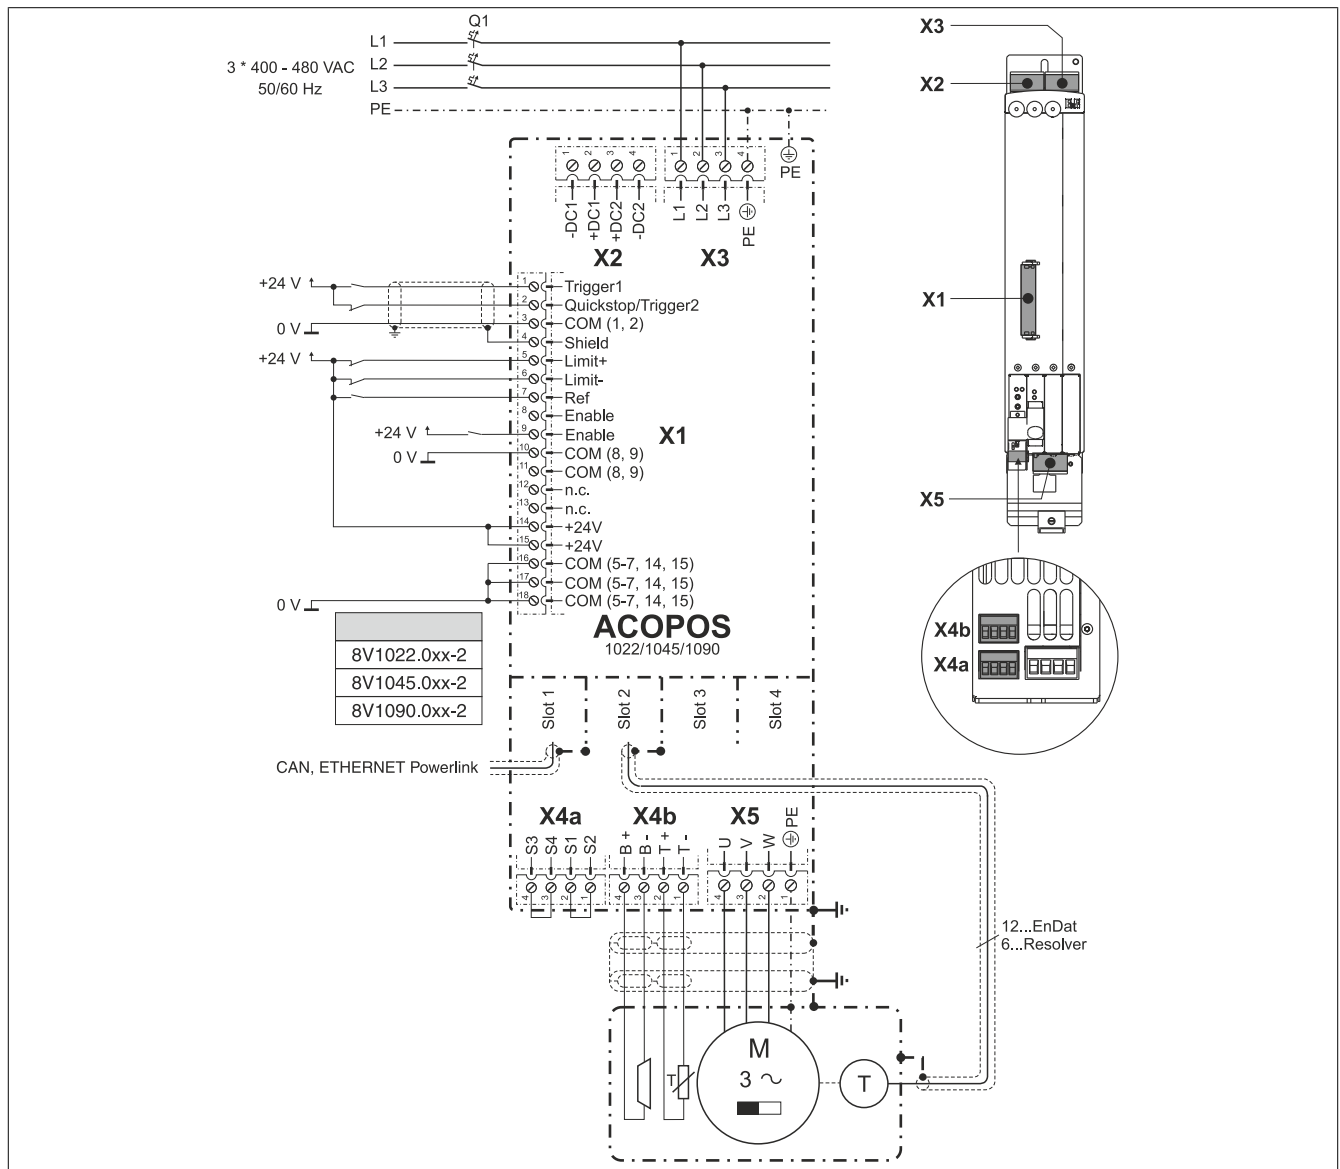 Q1
L1
L2
L3
PE
3 * 400 - 480 VAC
50/60 Hz
1 2 3 4
-DC1 +DC1 +DC2 -DC2
X2
1 2 3 4
L1 L2 L3 PE
X3
PE
+24 V
0 V
+24 V
+24 V
0 V
0 V
1 Trigger1
2 Quickstop/Trigger2
3 COM (1, 2)
4 Shield
5 Limit+
6 Limit-
7 Ref
8 Enable
9 Enable
10 COM (8, 9)
11 COM (8, 9)
12 n.c.
13 n.c.
14 +24V
15 +24V
16 COM (5-7, 14, 15)
17 COM (5-7, 14, 15)
18 COM (5-7, 14, 15)
X1
ACOPOS
1022/1045/1090
8V1022.0xx-2
8V1045.0xx-2
8V1090.0xx-2
Slot 1
Slot 2
Slot 3
Slot 4
CAN, ETHERNET Powerlink
X4a
S3 S4 S1 S2
4 3 2 1
X4b
B+ B- T+ T-
4 3 2 1
X5
U V W PE
4 3 2 1
12...EnDat
6...Resolver
M
3 ~
T
T
X3
X2
X1
X5
X4b
X4a